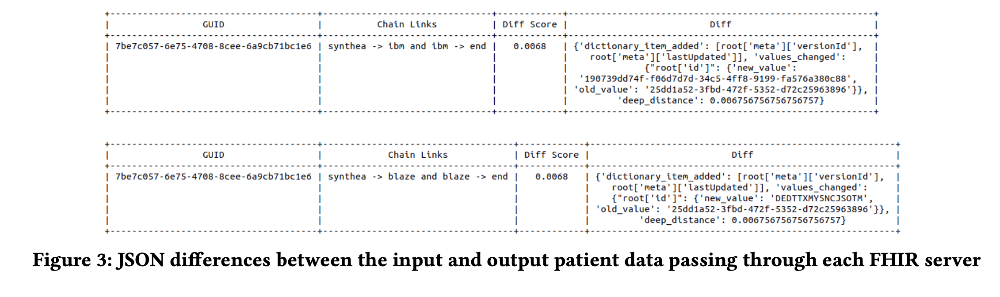 GUID | Chain Links | Diff Score | Diff
7be7c057-6e75-4708-8cee-6a9cb71bc1e6 | synthea -> ibm and ibm -> end | 0.0068 | {'dictionary_item_added': [root['meta']['versionId'],
root['meta']['lastUpdated']], 'values_changed':
{"root['id']": {'new_value':
'190739dd74f-f06d7d7d-34c5-4ff8-9199-fa576a380c88',
'old_value': '25dd1a52-3fbd-472f-5352-d72c25963896'}},
'deep_distance': 0.006756756756756757}
GUID | Chain Links | Diff Score | Diff
7be7c057-6e75-4708-8cee-6a9cb71bc1e6 | synthea -> blaze and blaze -> end | 0.0068 | {'dictionary_item_added': [root['meta']['versionId'],
root['meta']['lastUpdated']], 'values_changed':
{"root['id']": {'new_value': 'DEDTTXMY5NCJSOTM',
'old_value': '25dd1a52-3fbd-472f-5352-d72c25963896'}},
'deep_distance': 0.006756756756756757}
Figure 3: JSON differences between the input and output patient data passing through each FHIR server